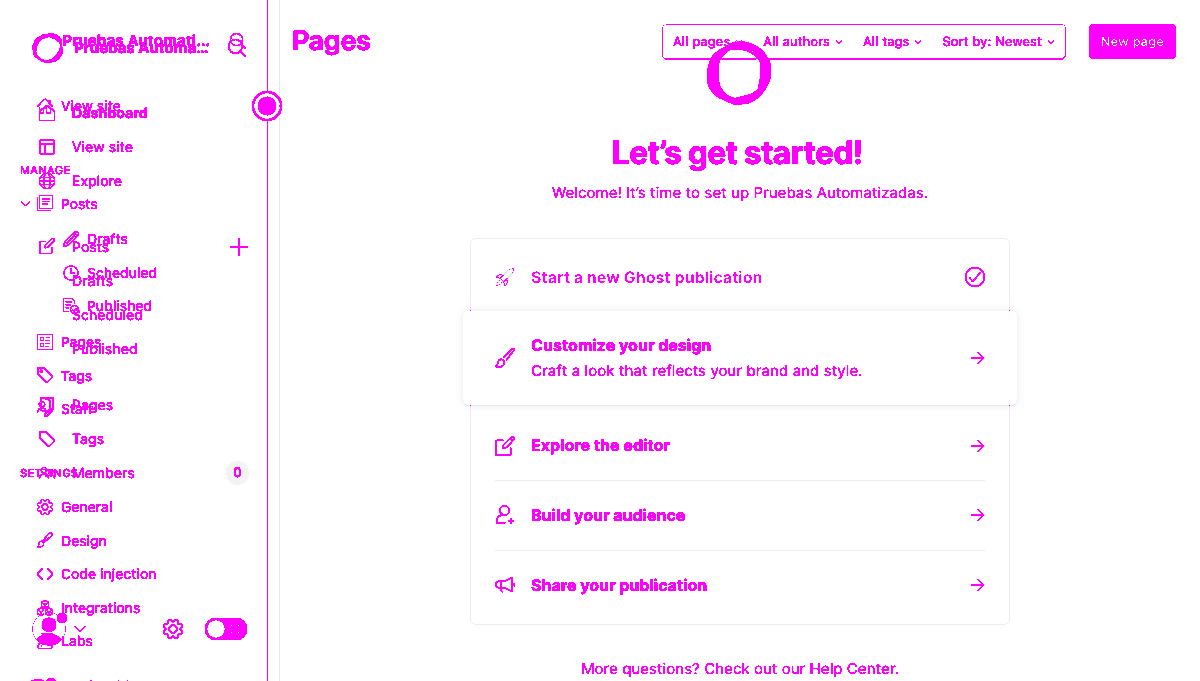 Pruebas Automati...
Pruebas Automa...
Pages
All pages
All authors
All tags
Sort by: Newest
New page
View site
Dashboard
View site
MANAGE
Explore
Posts
Drafts
Posts
Scheduled
Drafts
Published
Scheduled
Pages
Published
Tags
Pages
Staff
Tags
SETTINGS
Members
0
General
Design
Code injection
Integrations
Labs
Let's get started!
Welcome! It's time to set up Pruebas Automatizadas.
Start a new Ghost publication
Customize your design
Craft a look that reflects your brand and style.
Explore the editor
Build your audience
Share your publication
More questions? Check out our Help Center.